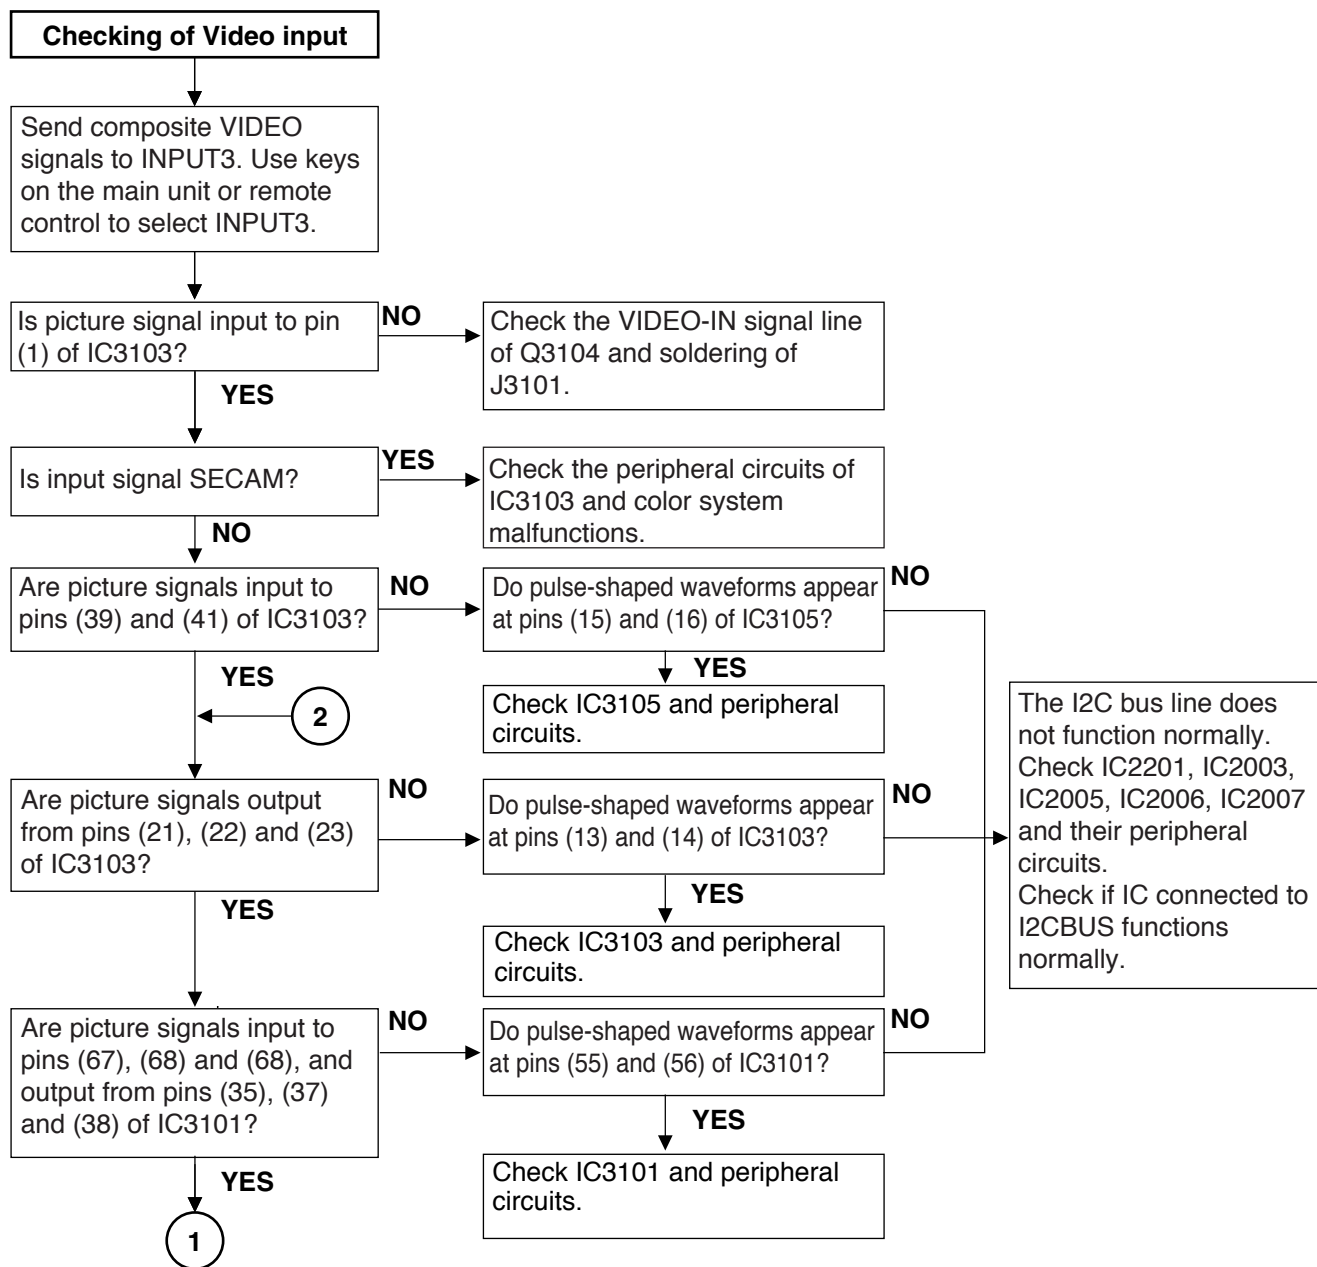 Checking of Video input
Send composite VIDEO
signals to INPUT3. Use keys
on the main unit or remote
control to select INPUT3.
Is picture signal input to pin
(1) of IC3103?
NO
Check the VIDEO-IN signal line
of Q3104 and soldering of
J3101.
YES
Is input signal SECAM?
YES
Check the peripheral circuits of
IC3103 and color system
malfunctions.
NO
Are picture signals input to
pins (39) and (41) of IC3103?
NO
Do pulse-shaped waveforms appear
at pins (15) and (16) of IC3105?
NO
YES
YES
Check IC3105 and peripheral
circuits.
2
The I2C bus line does
not function normally.
Check IC2201, IC2003,
IC2005, IC2006, IC2007
and their peripheral
circuits.
Check if IC connected to
I2CBUS functions
normally.
Are picture signals output
from pins (21), (22) and (23)
of IC3103?
NO
Do pulse-shaped waveforms appear
at pins (13) and (14) of IC3103?
NO
YES
YES
Check IC3103 and peripheral
circuits.
Are picture signals input to
pins (67), (68) and (68), and
output from pins (35), (37)
and (38) of IC3101?
NO
Do pulse-shaped waveforms appear
at pins (55) and (56) of IC3101?
NO
YES
YES
Check IC3101 and peripheral
circuits.
1